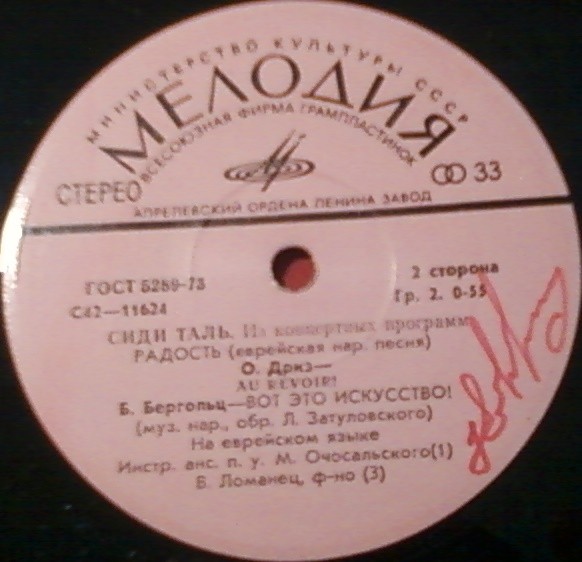 МИНИСТЕРСТВО КУЛЬТУРЫ СССР
МЕЛОДИЯ
ВСЕСОЮЗНАЯ ФИРМА ГРАМПЛАСТИНОК
СТЕРЕО
33
АПРЕЛЕВСКИЙ ОРДЕНА ЛЕНИНА ЗАВОД
ГОСТ 5289-73
2 сторона
С42—11624
Гр. 2. 0-55
СИДИ ТАЛЬ. Из концертных программ
РАДОСТЬ (еврейская нар. песня)
О. Дриз—
AU REVOIR!
Б. Бергольц—ВОТ ЭТО ИСКУССТВО!
(муз. нар., обр. Л. Затуловского)
На еврейском языке
Инстр. анс. п. у. М. Очосальского(1)
В. Ломанец, ф-но (3)